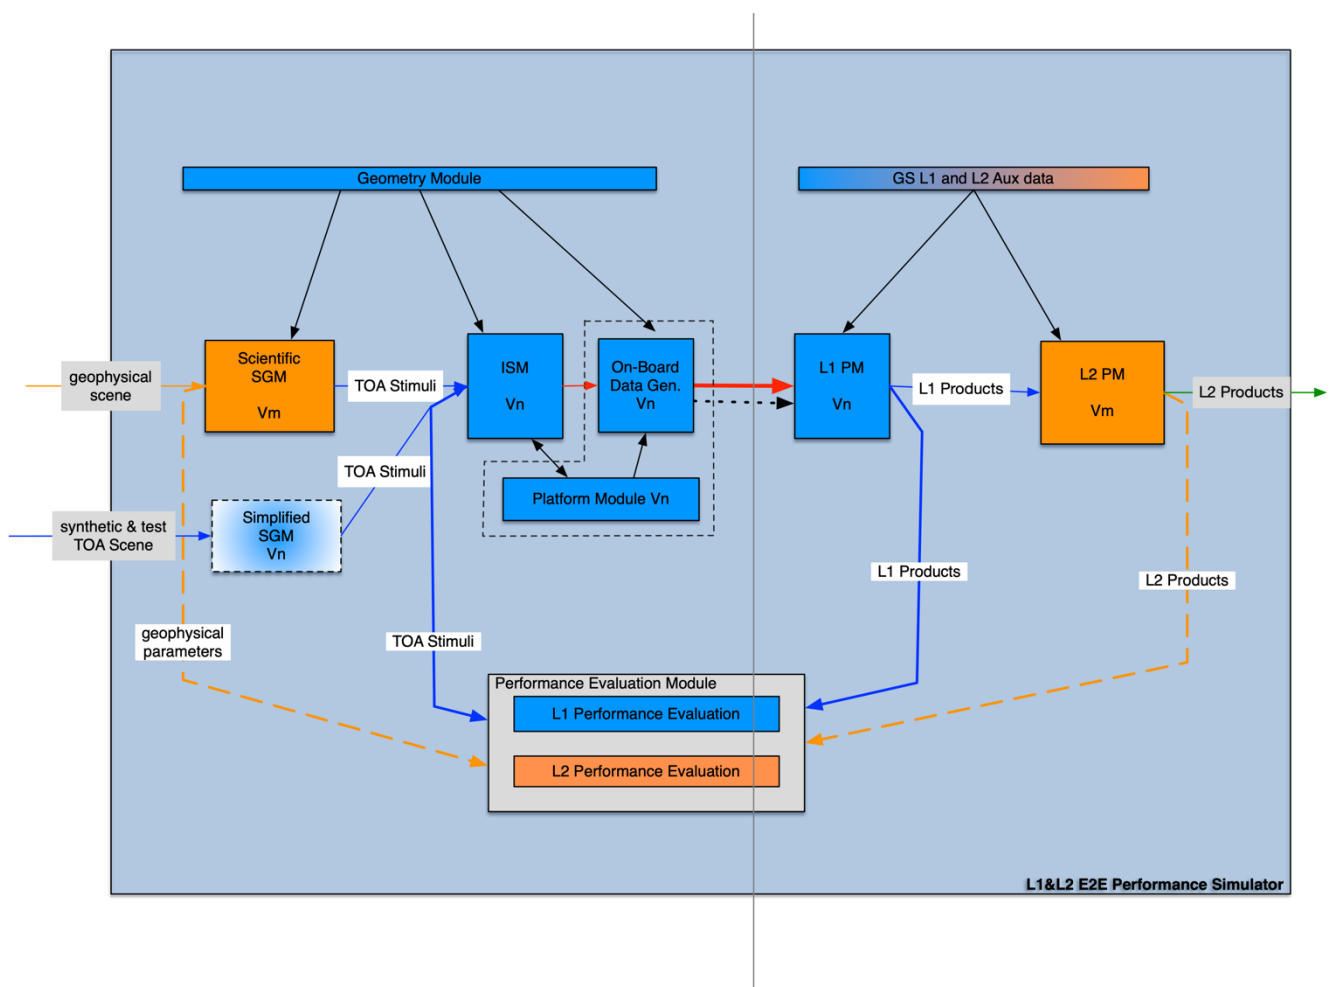 Geometry Module
GS L1 and L2 Aux data
geophysical
scene
Scientific
SGM
Vm
TOA Stimuli
ISM
Vn
On-Board
Data Gen.
Vn
L1 PM
Vn
L1 Products
L2 PM
Vm
L2 Products
TOA Stimuli
Platform Module Vn
synthetic & test
TOA Scene
Simplified
SGM
Vn
L1 Products
L2 Products
geophysical
parameters
TOA Stimuli
Performance Evaluation Module
L1 Performance Evaluation
L2 Performance Evaluation
L1&L2 E2E Performance Simulator